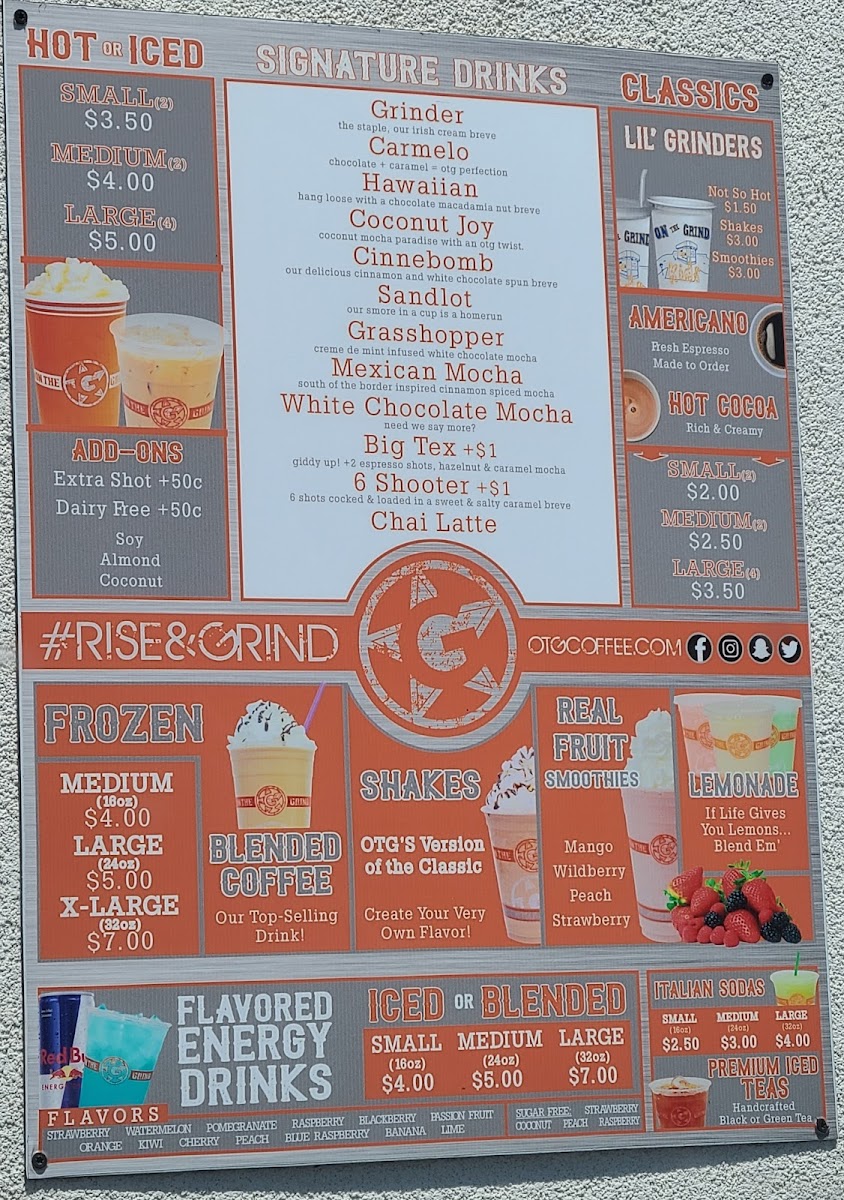 HOT OR ICED
SMALL(2)
$3.50
MEDIUM(2)
$4.00
LARGE(4)
$5.00
ON THE G
THE GRIND
ADD-ONS
Extra Shot +50c
Dairy Free +50c
Soy
Almond
Coconut
SIGNATURE DRINKS
Grinder
the staple, our irish cream breve
Carmelo
chocolate + caramel = otg perfection
Hawaiian
hang loose with a chocolate macadamia nut breve
Coconut Joy
coconut mocha paradise with an otg twist.
Cinnebomb
our delicious cinnamon and white chocolate spun breve
Sandlot
our smore in a cup is a homerun
Grasshopper
creme de mint infused white chocolate mocha
Mexican Mocha
south of the border inspired cinnamon spiced mocha
White Chocolate Mocha
need we say more?
Big Tex +$1
giddy up! +2 espresso shots, hazelnut & caramel mocha
6 Shooter +$1
6 shots cocked & loaded in a sweet & salty caramel breve
Chai Latte
CLASSICS
LIL' GRINDERS
Not So Hot
$1.50
Shakes
$3.00
Smoothies
$3.00
GRIND
ON THE GRIND
AMERICANO
Fresh Espresso
Made to Order
HOT COCOA
Rich & Creamy
SMALL(2)
$2.00
MEDIUM(2)
$2.50
LARGE(4)
$3.50
#RISE&GRIND
G
OTGCOFFEE.COM
FROZEN
MEDIUM
(16oz)
$4.00
LARGE
(24oz)
$5.00
X-LARGE
(32oz)
$7.00
BLENDED
COFFEE
Our Top-Selling
Drink!
SHAKES
OTG'S Version
of the Classic
Create Your Very
Own Flavor!
REAL
FRUIT
SMOOTHIES
Mango
Wildberry
Peach
Strawberry
LEMONADE
If Life Gives
You Lemons...
Blend Em'
Red Bu
ENERG
FLAVORED
ENERGY
DRINKS
ICED OR BLENDED
SMALL MEDIUM LARGE
(16oz) (24oz) (32oz)
$4.00 $5.00 $7.00
FLAVORS
STRAWBERRY WATERMELON POMEGRANATE RASPBERRY BLACKBERRY PASSION FRUIT
ORANGE KIWI CHERRY PEACH BLUE RASPBERRY BANANA LIME
SUGAR FREE: STRAWBERRY
COCONUT PEACH RASPBERRY
ITALIAN SODAS
SMALL MEDIUM LARGE
(16oz) (24oz) (32oz)
$2.50 $3.00 $4.00
PREMIUM ICED
TEAS
Handcrafted
Black or Green Tea